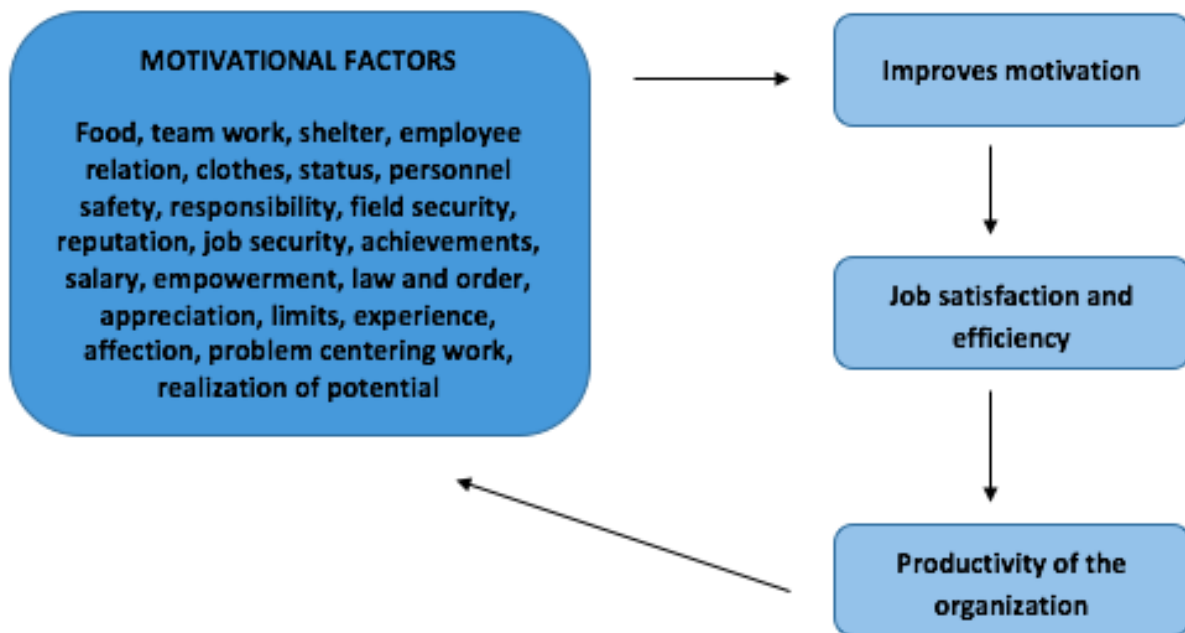 MOTIVATIONAL FACTORS
Food, team work, shelter, employee
relation, clothes, status, personnel
safety, responsibility, field security,
reputation, job security, achievements,
salary, empowerment, law and order,
appreciation, limits, experience,
affection, problem centering work,
realization of potential
Improves motivation
Job satisfaction and
efficiency
Productivity of the
organization